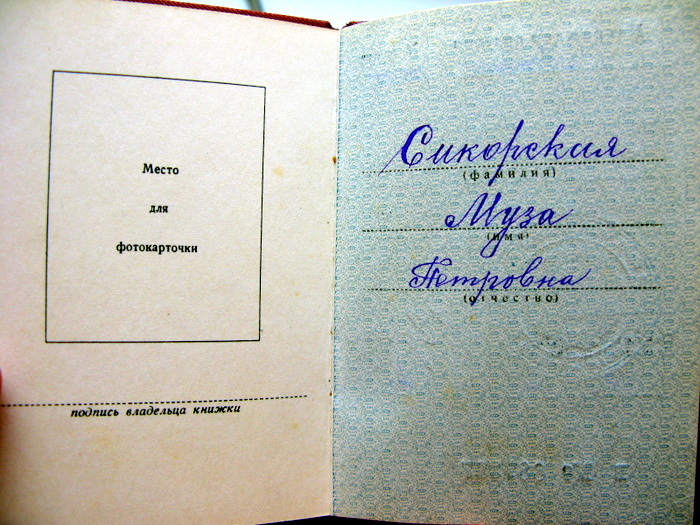 Место
для
фотокарточки
подпись владельца книжки
Сикорская
(фамилия)
Муза
(имя)
Петровна
(отчество)